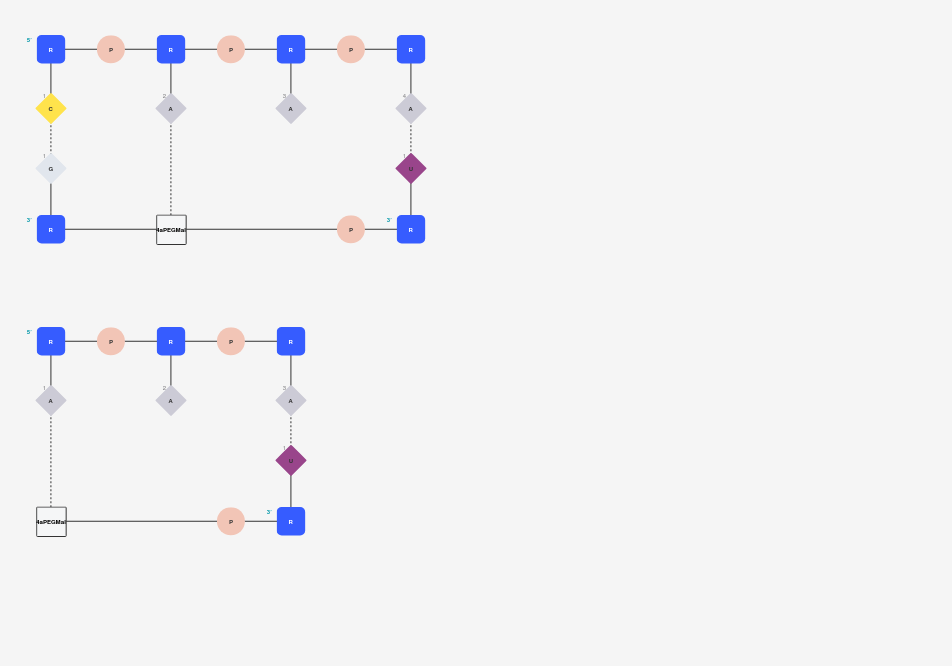 5' R P R P R P R
1 2 3 4
C A A A
1 1
G U
3' R 4aPEGMal P 3' R
5' R P R P R
1 2 3
A A A
1
U
4aPEGMal P 3' R